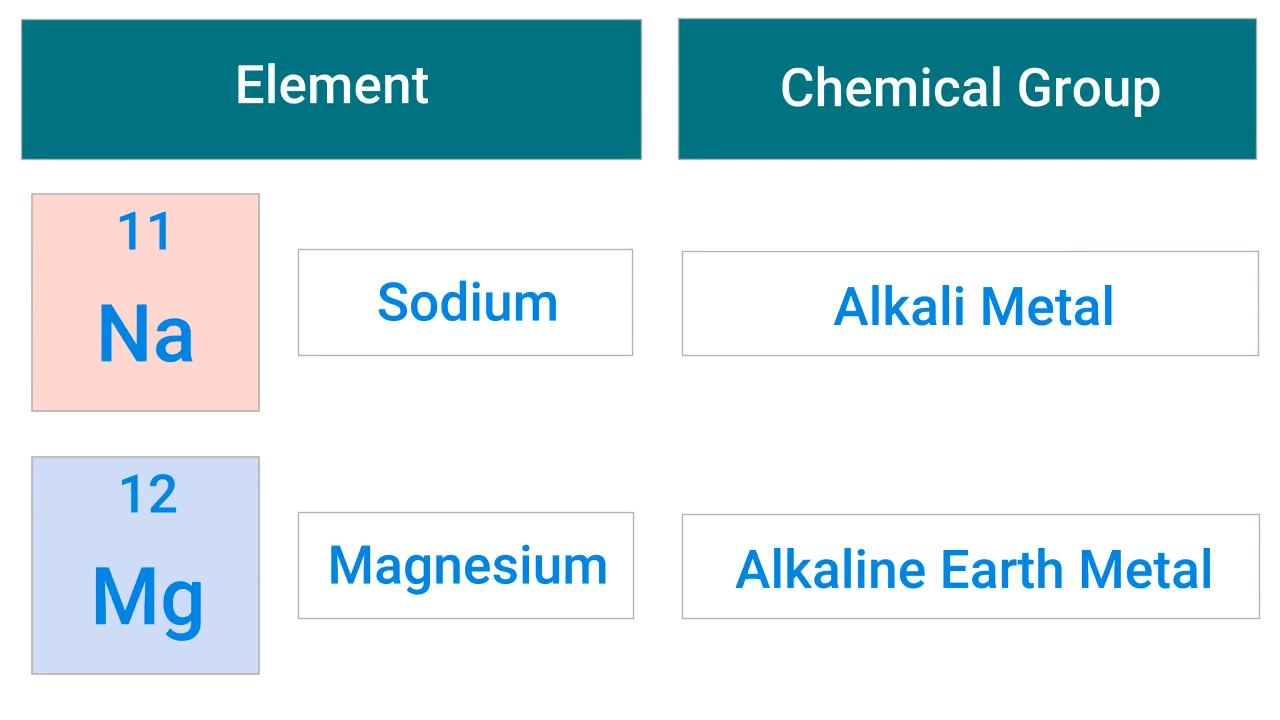 Element
Chemical Group
11
Na
Sodium
Alkali Metal
12
Mg
Magnesium
Alkaline Earth Metal